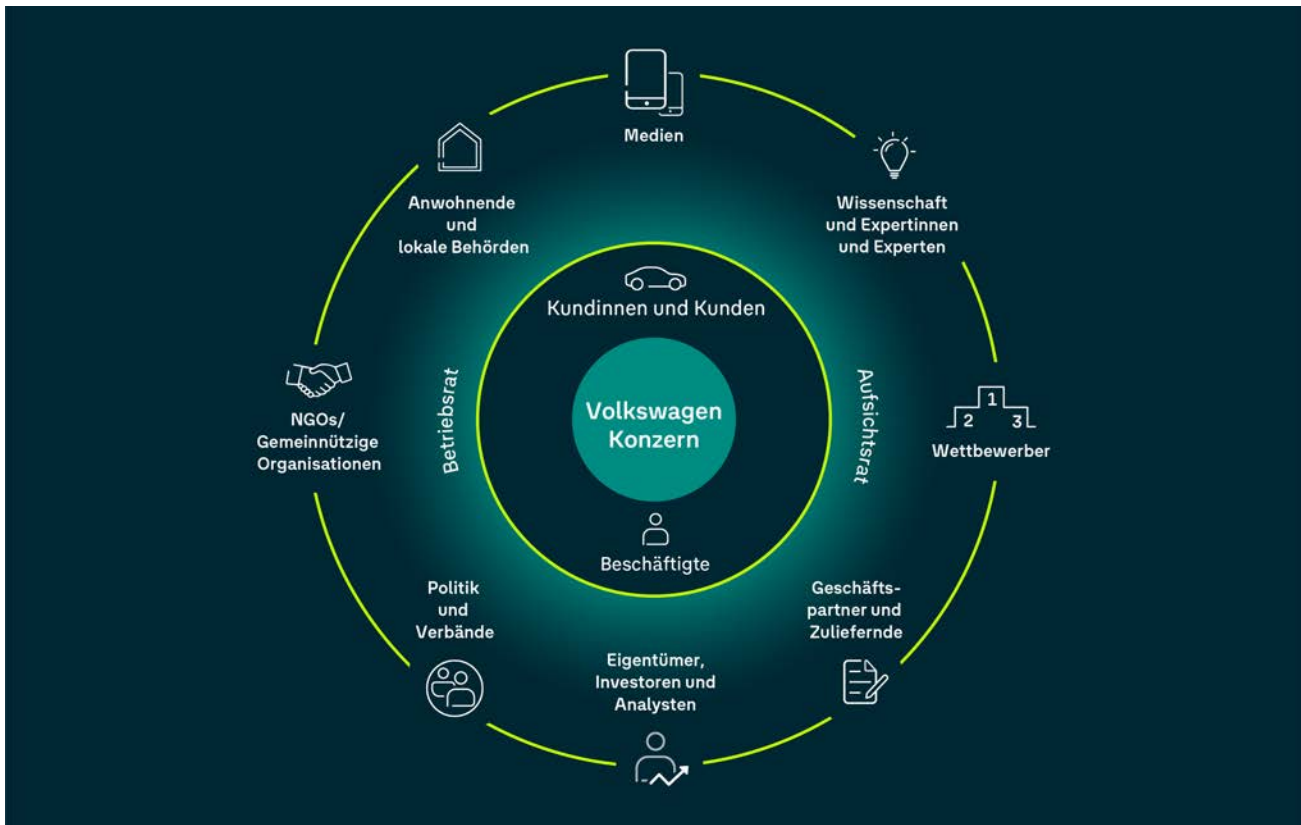 Medien
Anwohnende
und
lokale Behörden
Wissenschaft
und Expertinnen
und Experten
Kundinnen und Kunden
NGOs/
Gemeinnützige
Organisationen
Betriebsrat
Volkswagen
Konzern
Aufsichtsrat
1
2
3
Wettbewerber
Beschäftigte
Politik
und
Verbände
Eigentümer,
Investoren und
Analysten
Geschäfts-
partner und
Zuliefernde